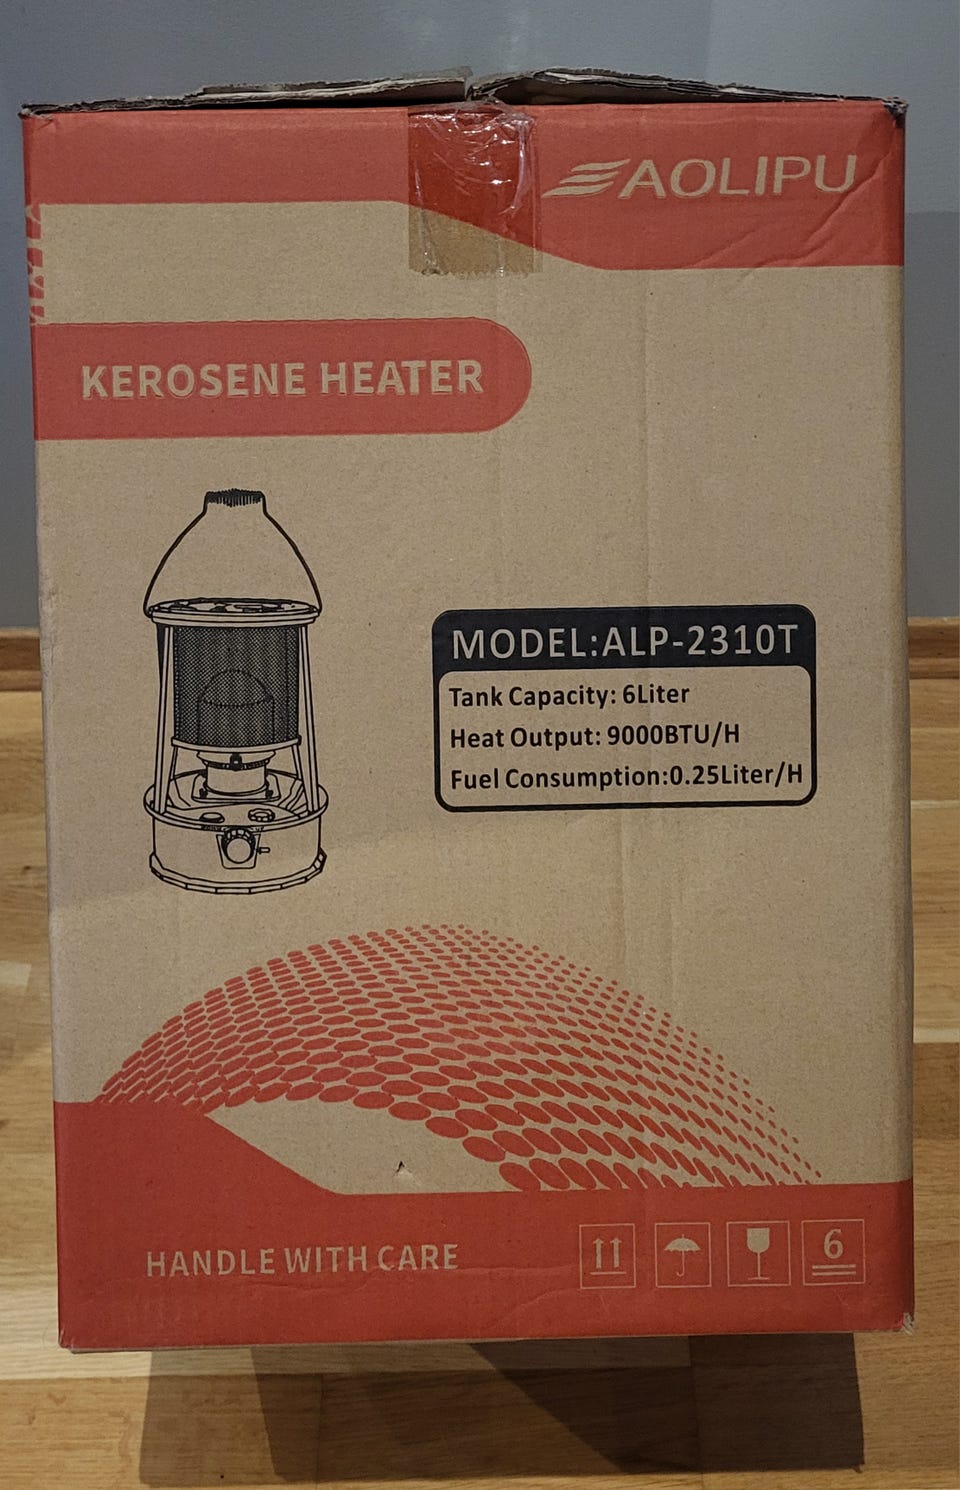 AOLIPU
KEROSENE HEATER
MODEL:ALP-2310T
Tank Capacity: 6Liter
Heat Output: 9000BTU/H
Fuel Consumption:0.25Liter/H
HANDLE WITH CARE
6